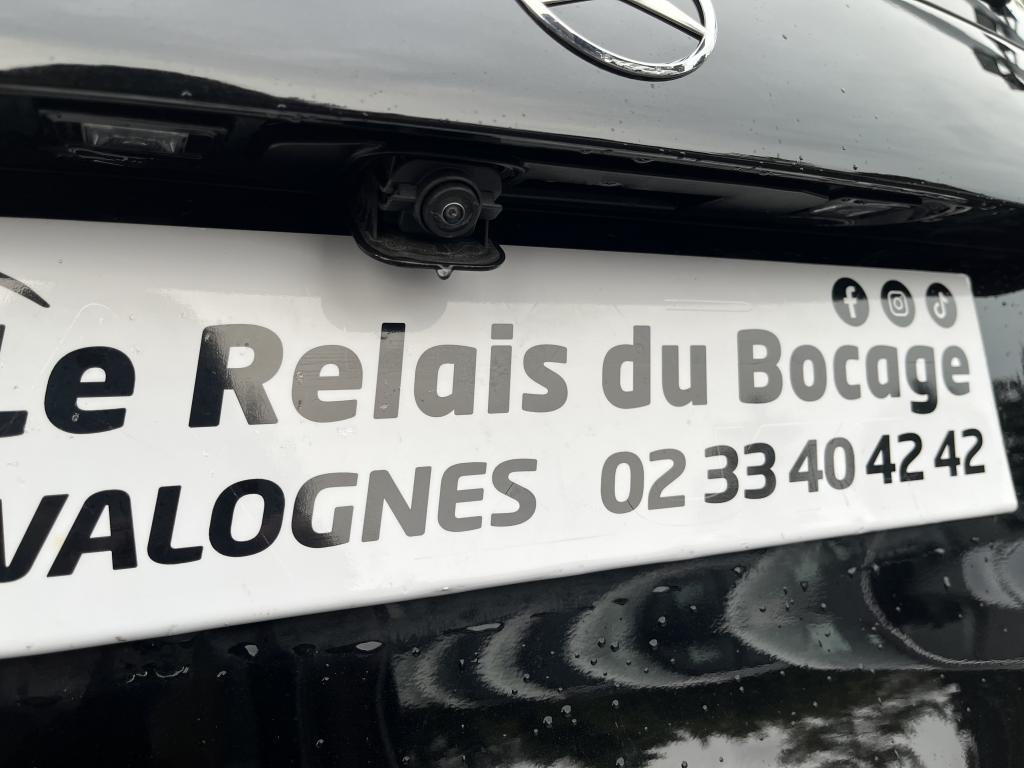 Le Relais du Bocage
VALOGNES 02 33 40 42 42